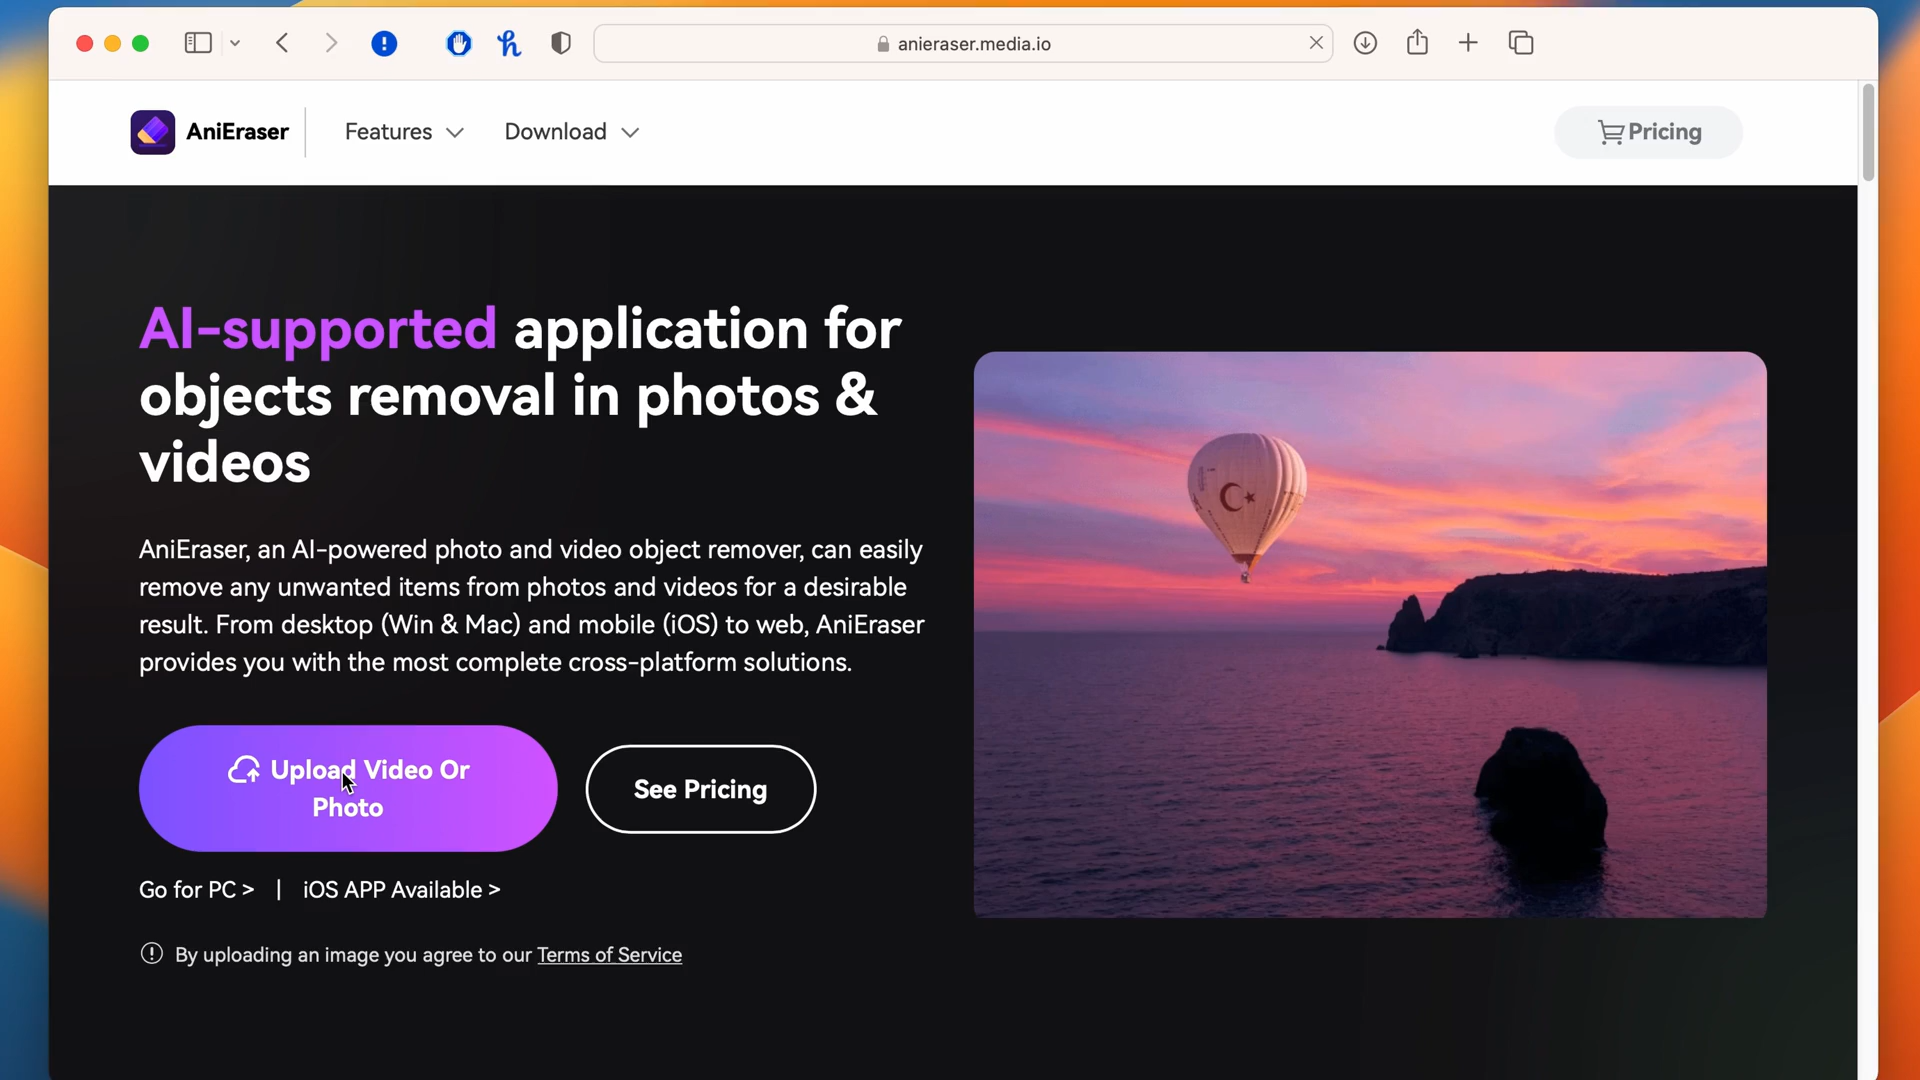 anieraser.media.io
AniEraser
Features
Download
Pricing
AI-supported application for
objects removal in photos &
videos
AniEraser, an AI-powered photo and video object remover, can easily
remove any unwanted items from photos and videos for a desirable
result. From desktop (Win & Mac) and mobile (iOS) to web, AniEraser
provides you with the most complete cross-platform solutions.
Upload Video Or
Photo
See Pricing
Go for PC > | iOS APP Available >
By uploading an image you agree to our Terms of Service